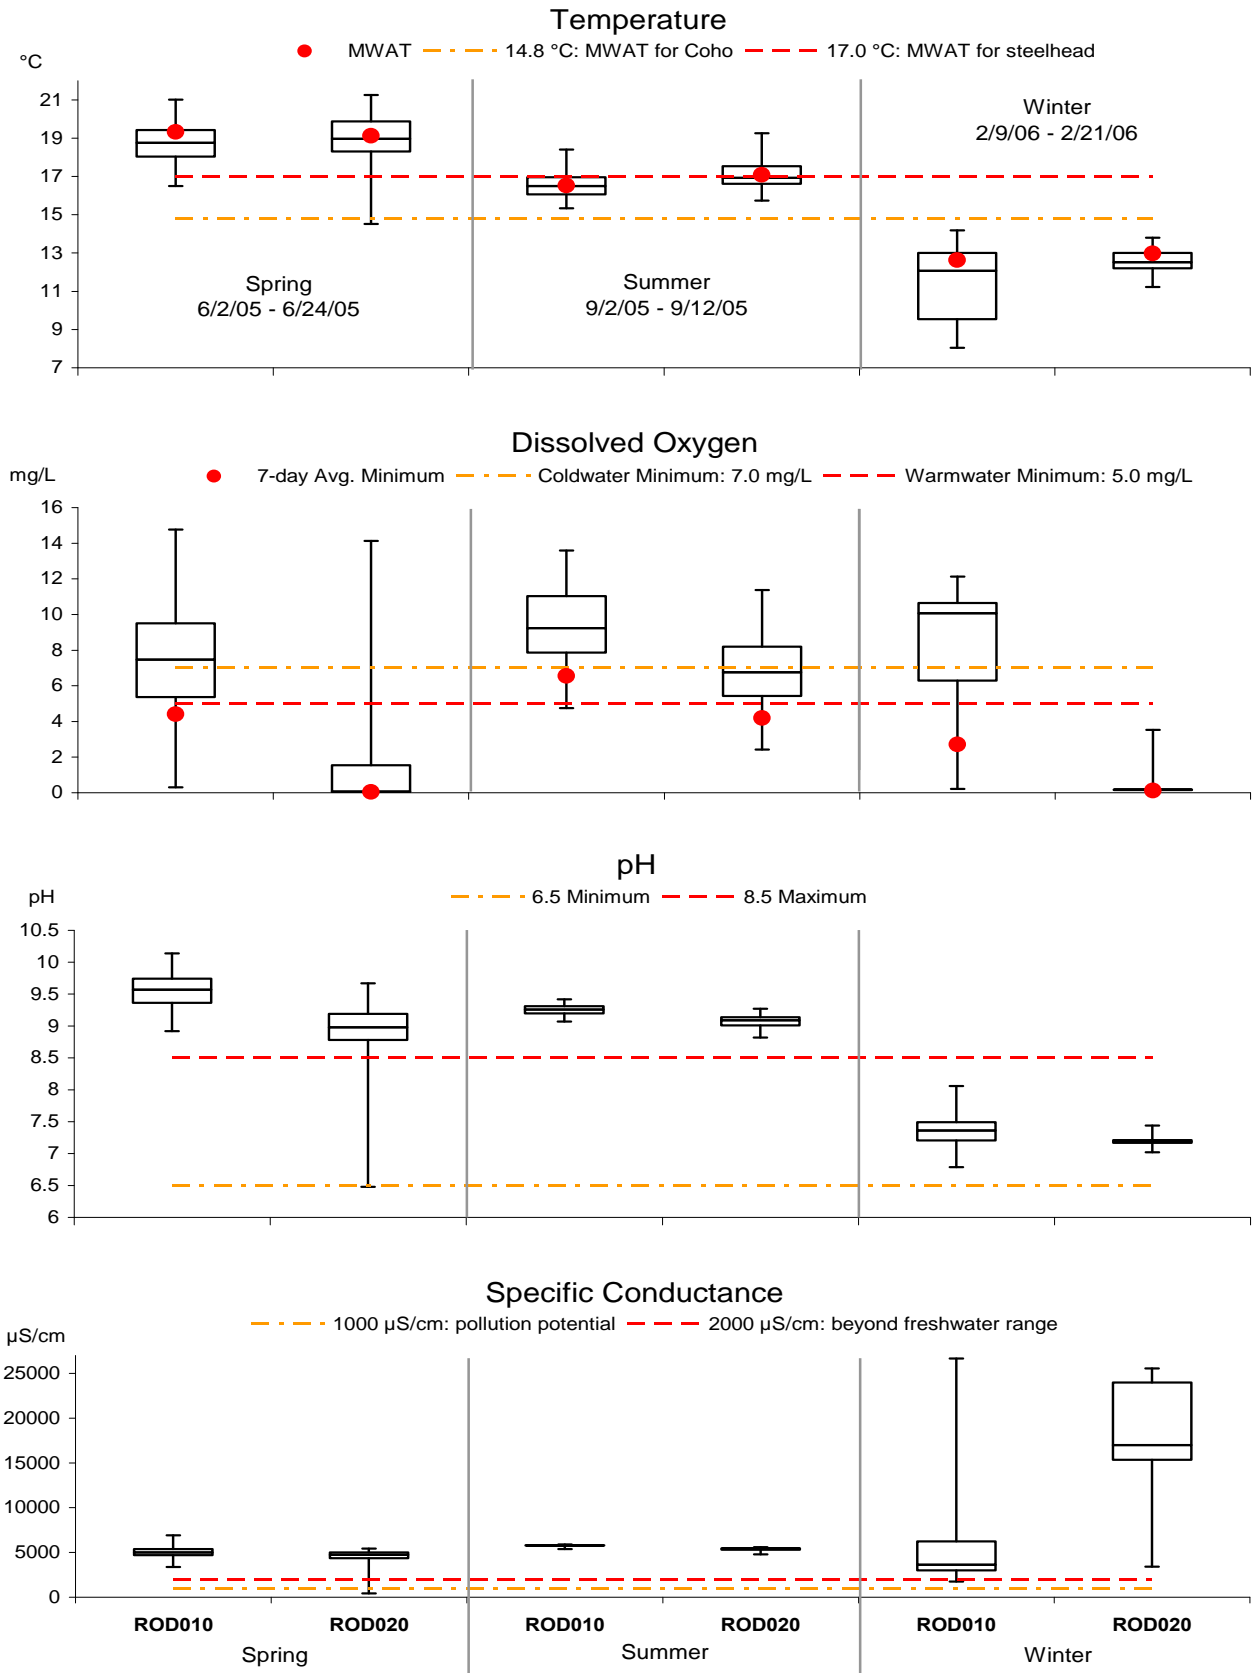 Temperature
MWAT 14.8 °C: MWAT for Coho 17.0 °C: MWAT for steelhead
°C
21
19
17
15
13
11
9
7
Spring
6/2/05 - 6/24/05
Summer
9/2/05 - 9/12/05
Winter
2/9/06 - 2/21/06
Dissolved Oxygen
mg/L
7-day Avg. Minimum Coldwater Minimum: 7.0 mg/L Warmwater Minimum: 5.0 mg/L
16
14
12
10
8
6
4
2
0
pH
pH
6.5 Minimum 8.5 Maximum
10.5
10
9.5
9
8.5
8
7.5
7
6.5
6
Specific Conductance
1000 µS/cm: pollution potential 2000 µS/cm: beyond freshwater range
µS/cm
25000
20000
15000
10000
5000
0
ROD010 ROD020 ROD010 ROD020 ROD010 ROD020
Spring Summer Winter